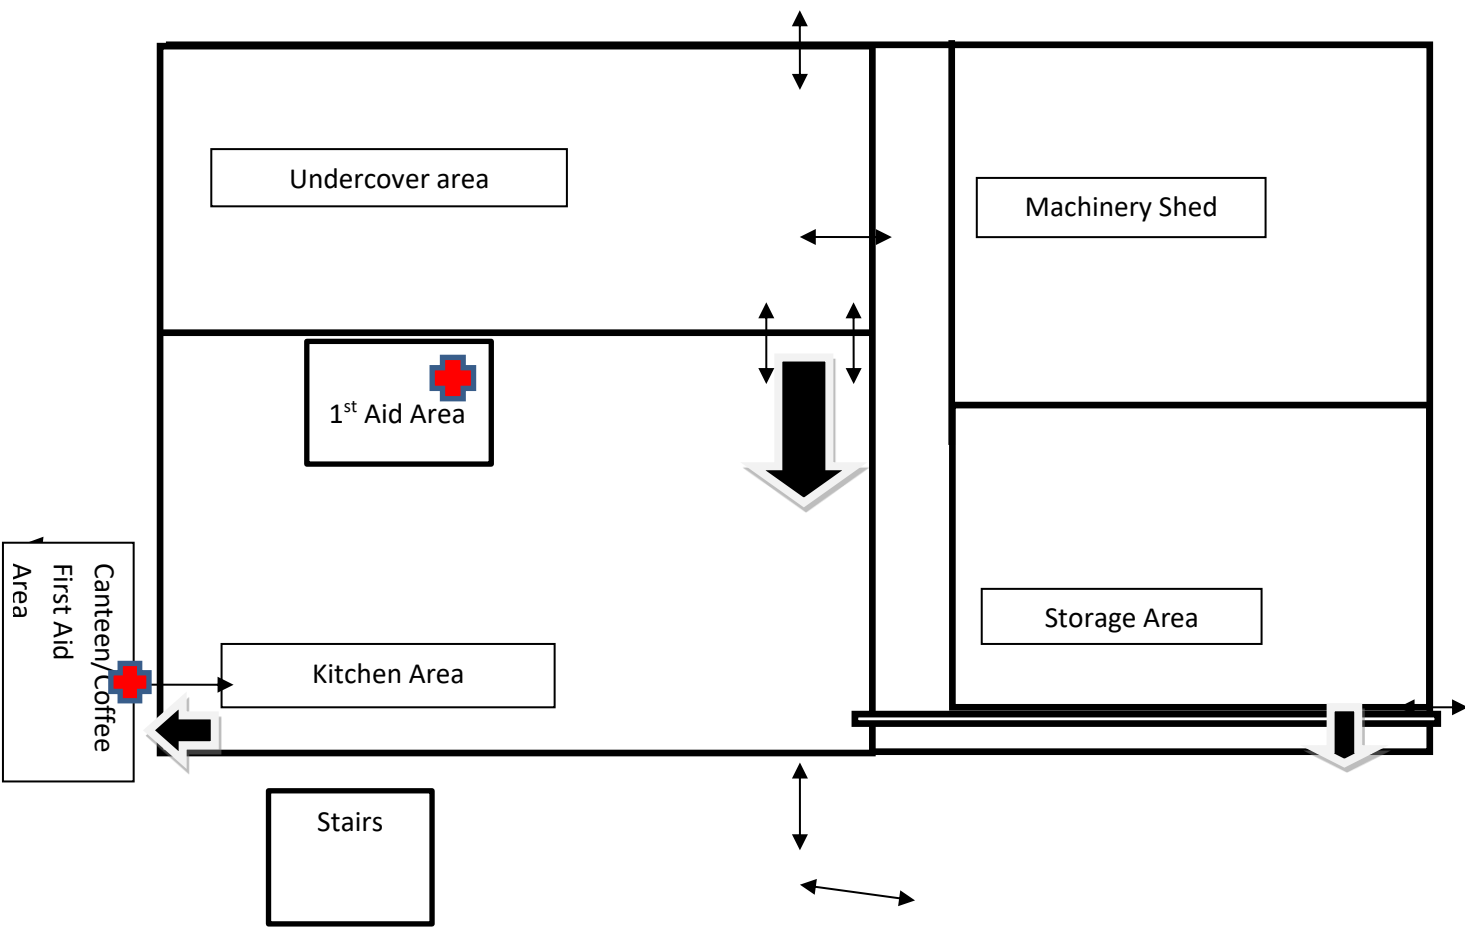 Undercover area
Machinery Shed
1st Aid Area
Canteen/Coffee
First Aid
Area
Storage Area
Kitchen Area
Stairs